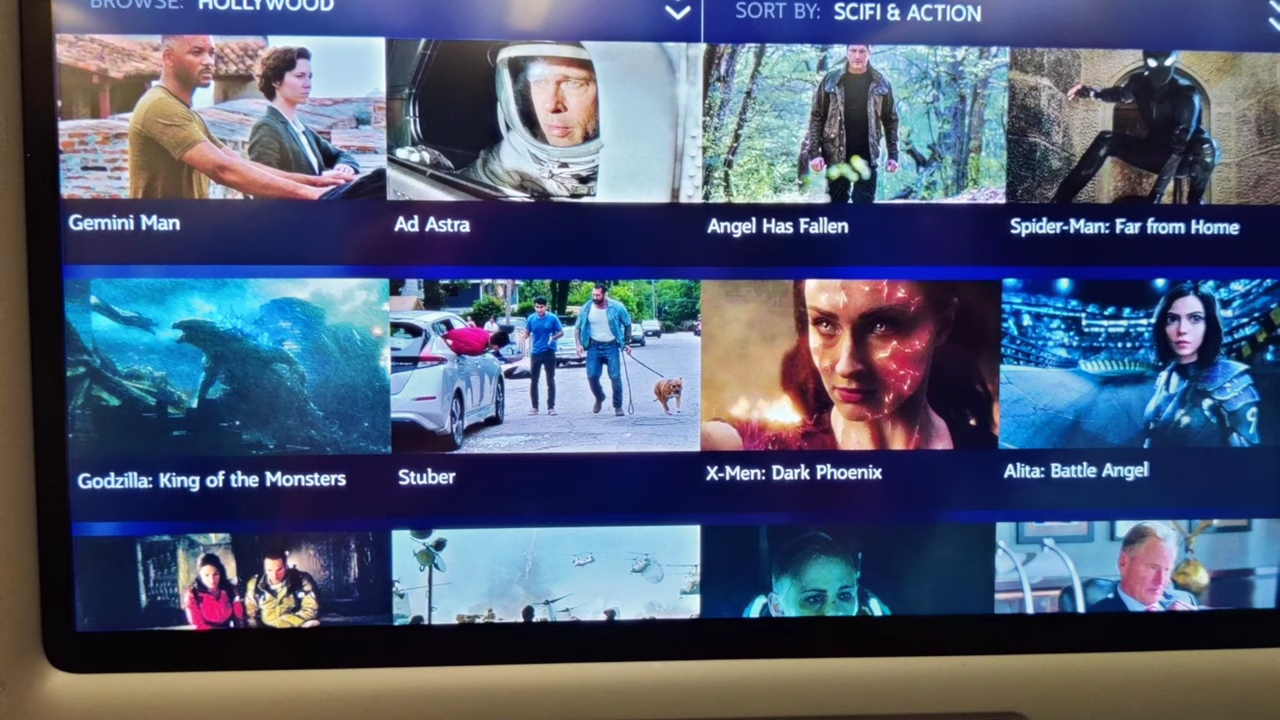 BROWSE: HOLLYWOOD
SORT BY: SCIFI & ACTION
Gemini Man
Ad Astra
Angel Has Fallen
Spider-Man: Far from Home
Godzilla: King of the Monsters
Stuber
X-Men: Dark Phoenix
Alita: Battle Angel